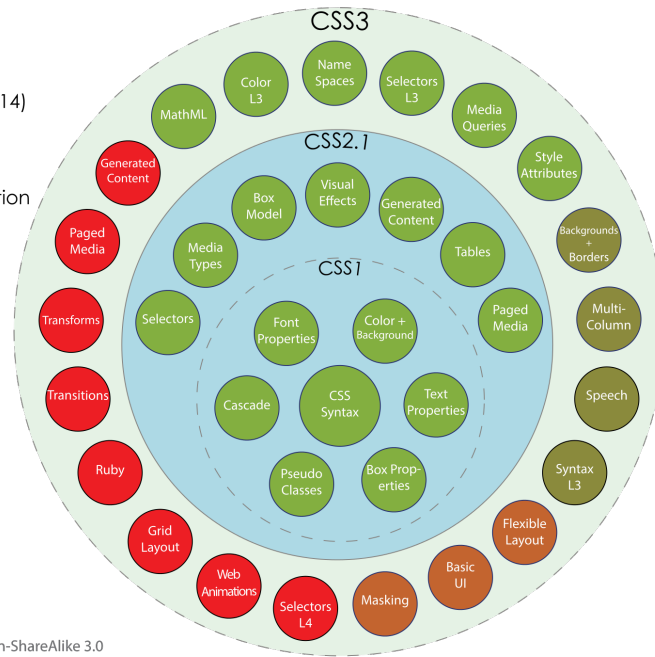 CSS3
14)
tion
Name
Spaces
Color
L3
Selectors
L3
MathML
Media
Queries
Style
Attributes
Generated
Content
Backgrounds
+
Borders
Paged
Media
Multi-
Column
Transforms
Speech
Transitions
Syntax
L3
Ruby
Flexible
Layout
Grid
Layout
Basic
UI
Web
Animations
Masking
Selectors
L4
CSS2.1
Visual
Effects
Box
Model
Generated
Content
Media
Types
Tables
Selectors
Paged
Media
CSS1
Font
Properties
Color +
Background
Cascade
CSS
Syntax
Text
Properties
Pseudo
Classes
Box Prop-
erties
n-ShareAlike 3.0